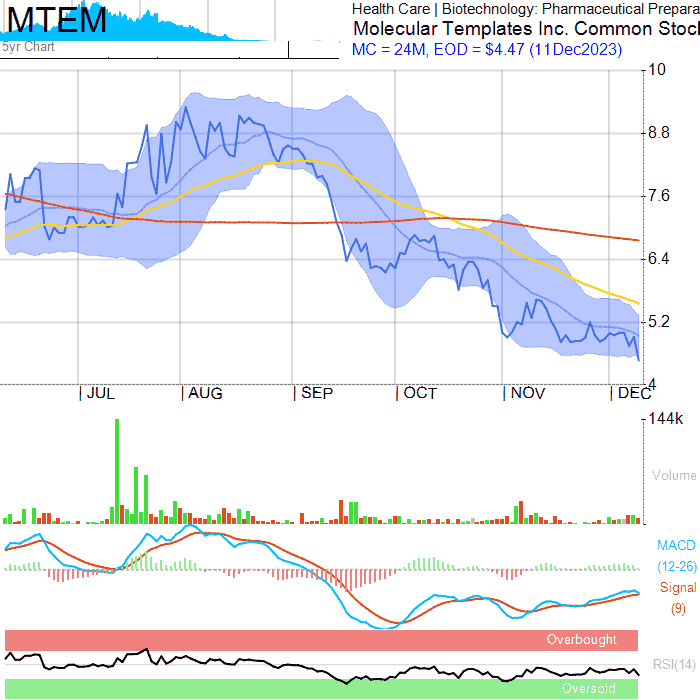 MTEM
5yr Chart
Health Care | Biotechnology: Pharmaceutical Prepara
Molecular Templates Inc. Common Stock
MC = 24M, EOD = $4.47 (11Dec2023)
10
8.8
7.6
6.4
5.2
4
JUL
AUG
SEP
OCT
NOV
DEC
144k
Volume
MACD
(12-26)
Signal
(9)
Overbought
RSI(14)
Oversold